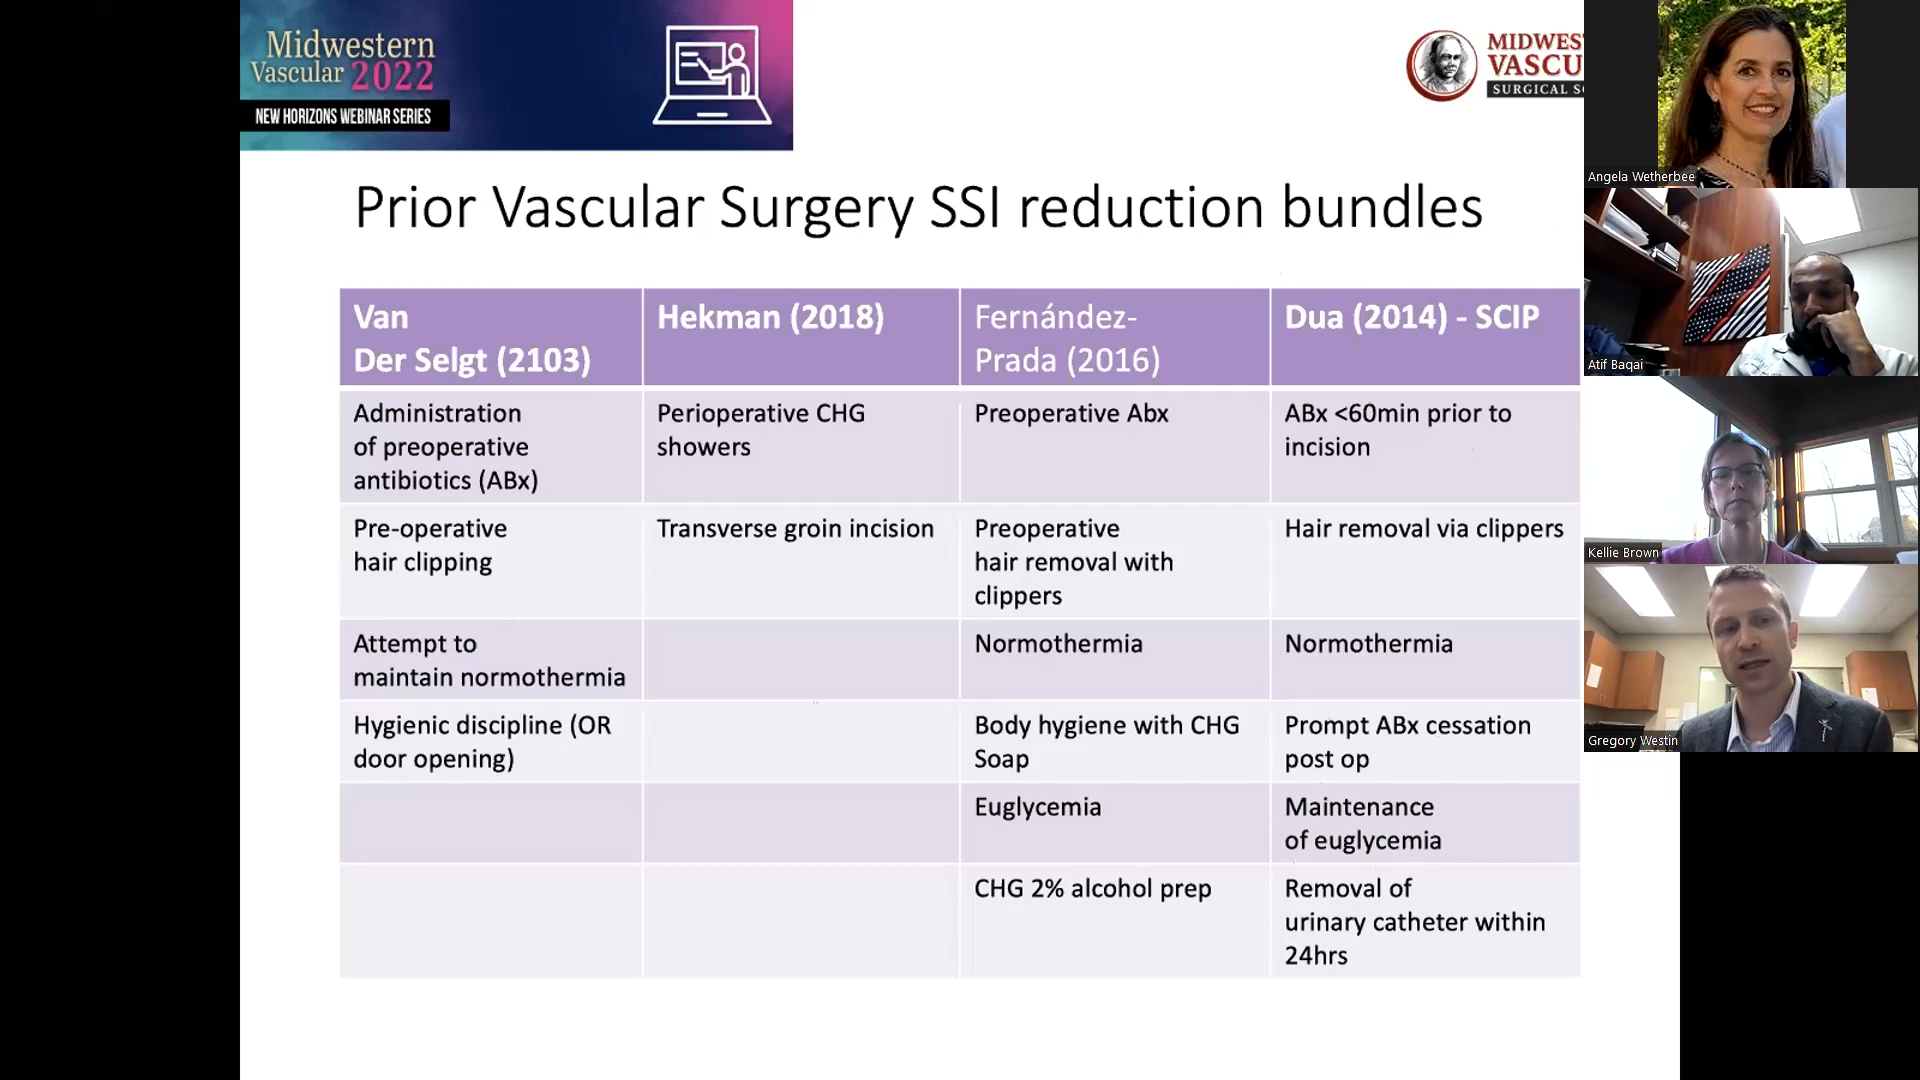 Midwestern
Vascular 2022
NEW HORIZONS WEBINAR SERIES
MIDWES
VASCU
SURGICAL S
Prior Vascular Surgery SSI reduction bundles
Van
Der Selgt (2103)
Hekman (2018)
Fernández-
Prada (2016)
Dua (2014) - SCIP
Administration
of preoperative
antibiotics (ABx)
Perioperative CHG
showers
Preoperative Abx
ABx <60min prior to
incision
Pre-operative
hair clipping
Transverse groin incision
Preoperative
hair removal with
clippers
Hair removal via clippers
Attempt to
maintain normothermia
Normothermia
Normothermia
Hygienic discipline (OR
door opening)
Body hygiene with CHG
Soap
Prompt ABx cessation
post op
Euglycemia
Maintenance
of euglycemia
CHG 2% alcohol prep
Removal of
urinary catheter within
24hrs
Angela Wetherbee
Atif Baqai
Kellie Brown
Gregory Westin